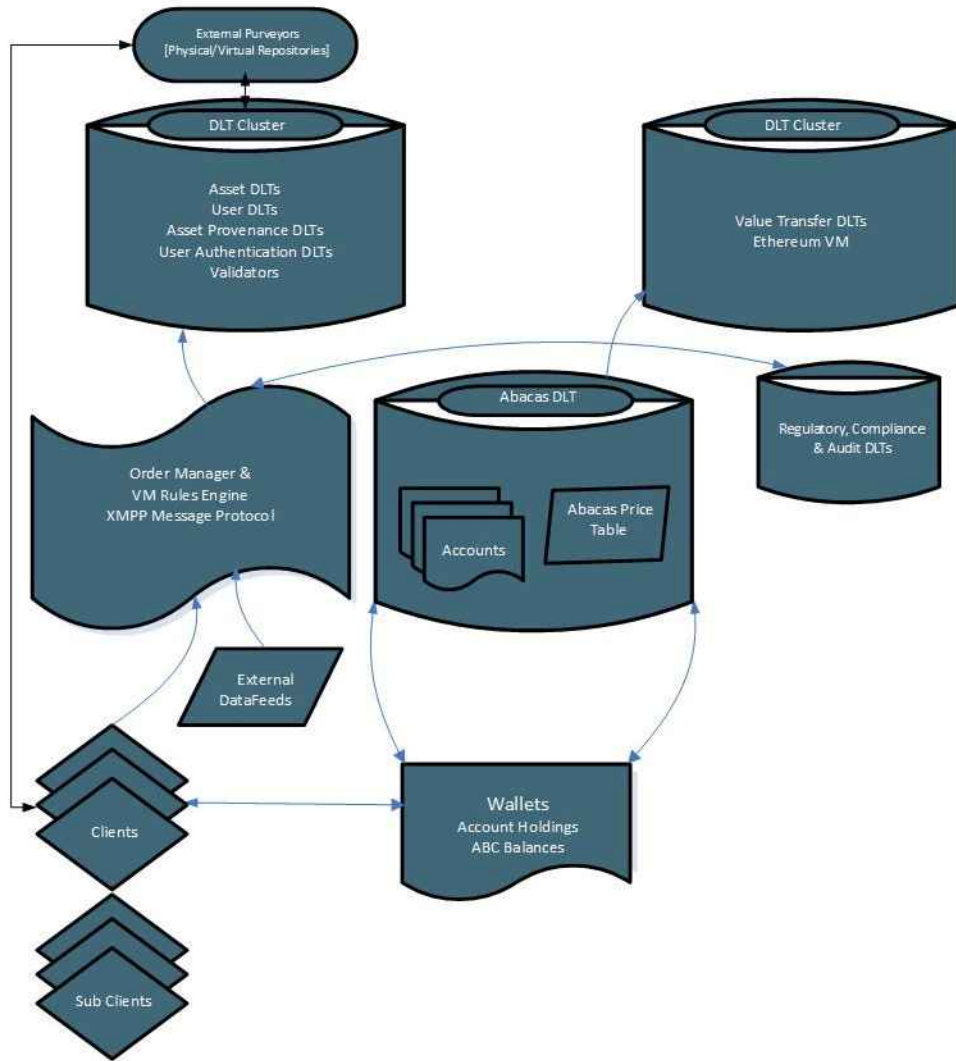 External Purveyors
[Physical/Virtual Repositories]
DLT Cluster
Asset DLTs
User DLTs
Asset Provenance DLTs
User Authentication DLTs
Validators
DLT Cluster
Value Transfer DLTs
Ethereum VM
Abacas DLT
Accounts
Abacas Price
Table
Regulatory, Compliance
& Audit DLTs
Order Manager &
VM Rules Engine
XMPP Message Protocol
External
DataFeeds
Clients
Wallets
Account Holdings
ABC Balances
Sub Clients